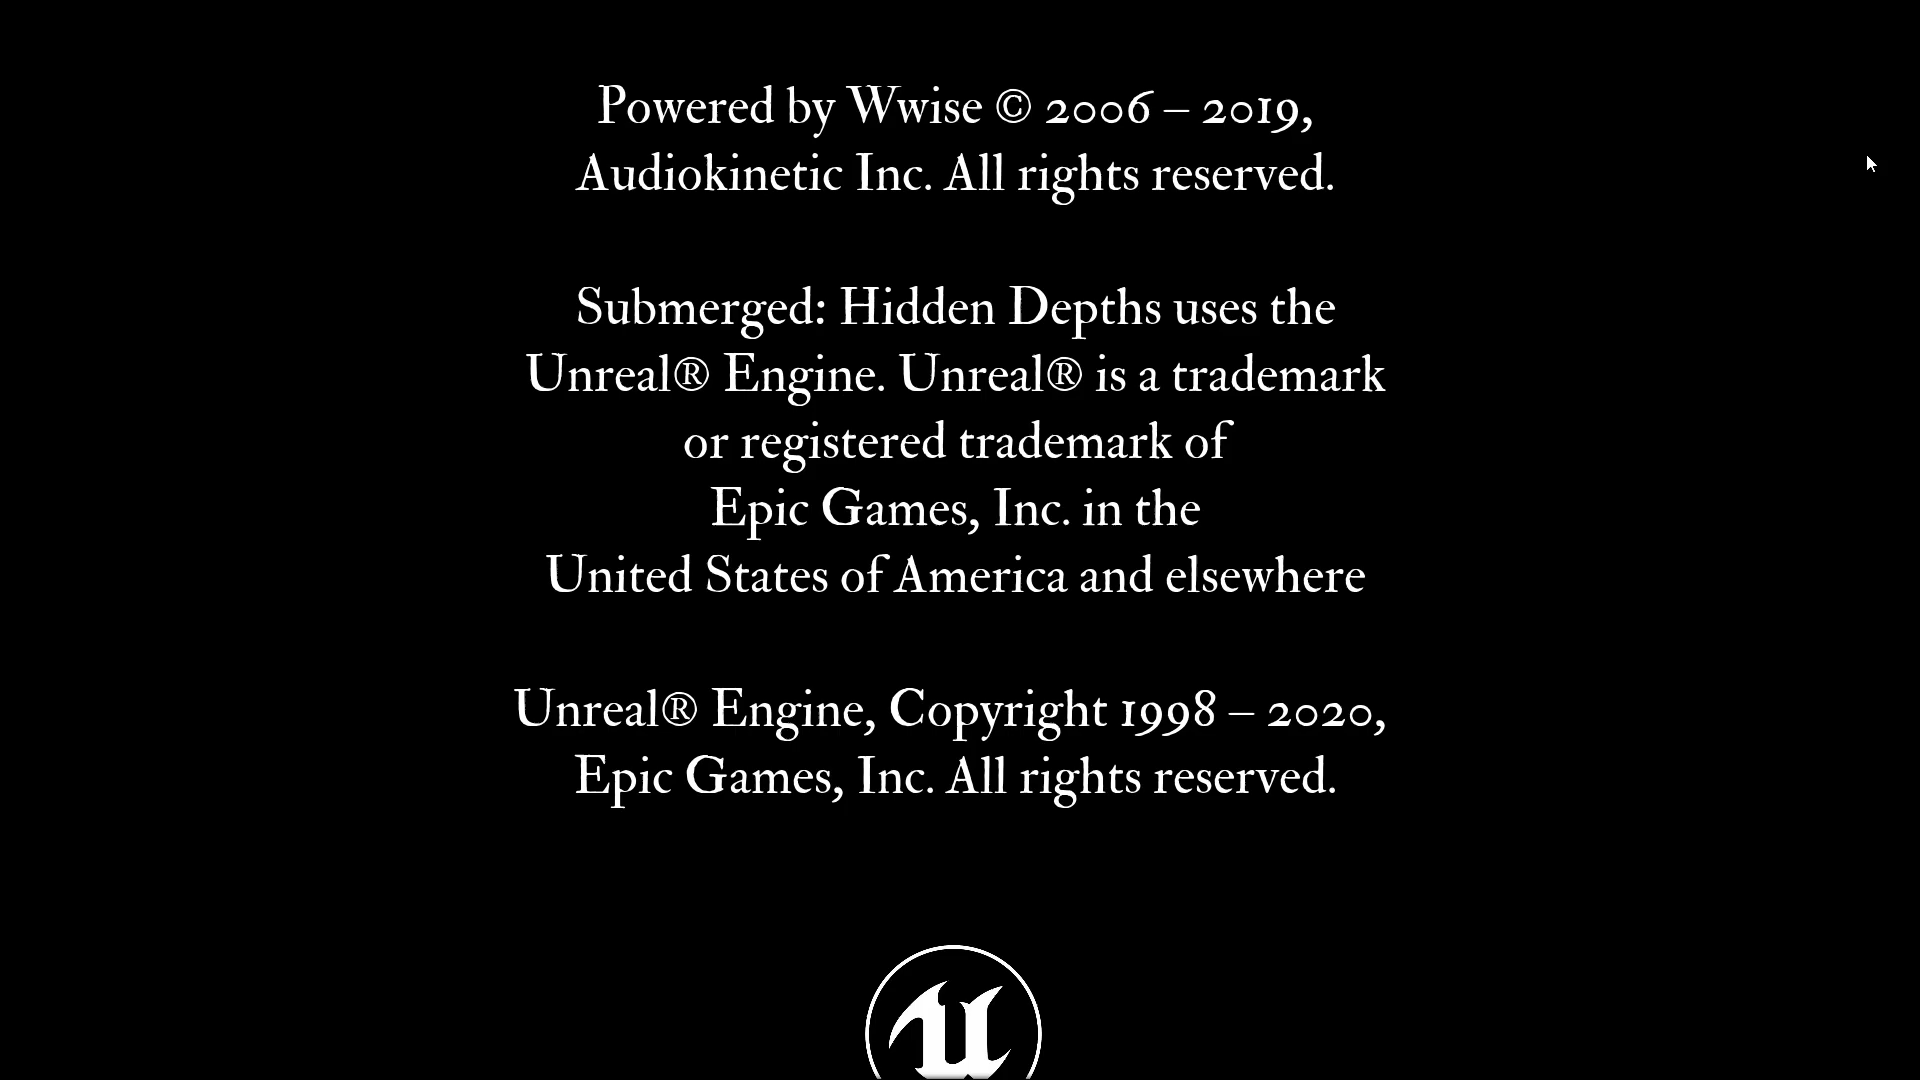 Powered by Wwise © 2006 – 2019,
Audiokinetic Inc. All rights reserved.
Submerged: Hidden Depths uses the
Unreal® Engine. Unreal® is a trademark
or registered trademark of
Epic Games, Inc. in the
United States of America and elsewhere
Unreal® Engine, Copyright 1998 – 2020,
Epic Games, Inc. All rights reserved.